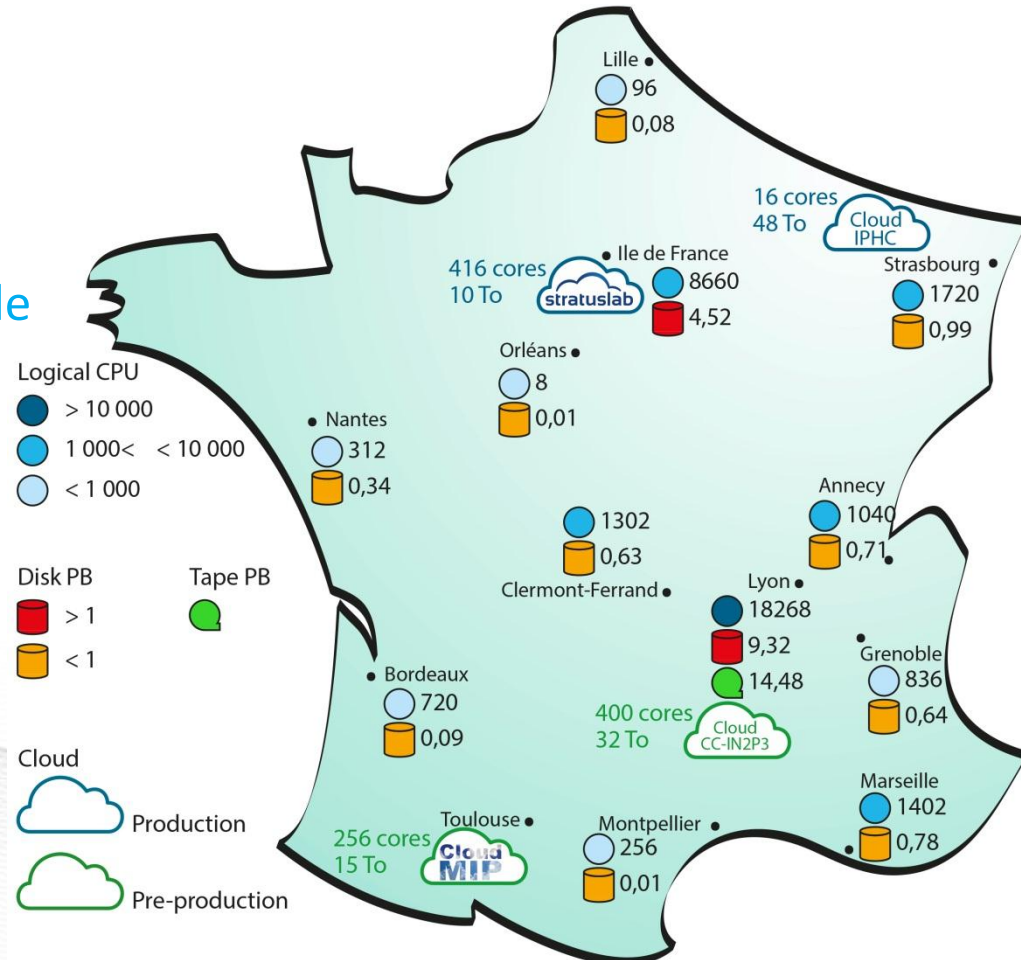 Lille
96
0,08
16 cores
48 To
Cloud
IPHC
Strasbourg
1720
0,99
416 cores
10 To
stratuslab
Ile de France
8660
4,52
Orléans
8
0,01
Logical CPU
> 10 000
1 000< < 10 000
< 1 000
Nantes
312
0,34
Annecy
1040
0,71
1302
0,63
Clermont-Ferrand
Disk PB
> 1
< 1
Tape PB
Lyon
18268
9,32
14,48
400 cores
32 To
Cloud
CC-IN2P3
Grenoble
836
0,64
Bordeaux
720
0,09
Cloud
Production
Pre-production
Toulouse
256 cores
15 To
Cloud
MIP
Montpellier
256
0,01
Marseille
1402
0,78